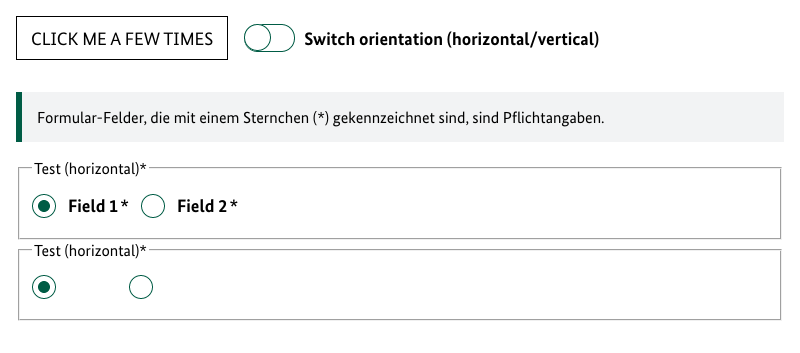 CLICK ME A FEW TIMES
Switch orientation (horizontal/vertical)
Formular-Felder, die mit einem Sternchen (*) gekennzeichnet sind, sind Pflichtangaben.
Test (horizontal)*
Field 1* Field 2*
Test (horizontal)*